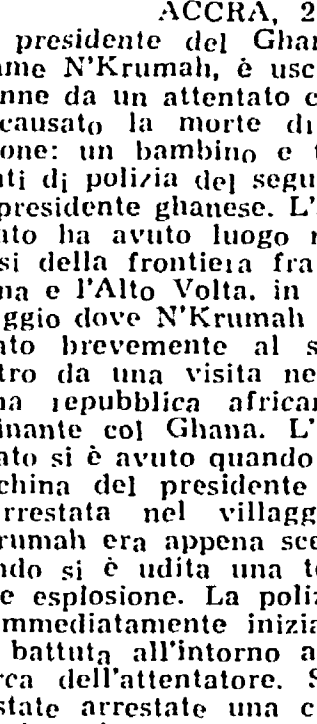 ACCRA, 2
presidente del Ghan
ame N'Krumah, è usc
nne da un attentato c
causato la morte di
one: un bambino e t
ti di polizia del segu
presidente ghanese. L'
to ha avuto luogo n
si della frontiera fra
na e l'Alto Volta, in
ggio dove N'Krumah
ato brevemente al s
tro da una visita ne
na repubblica african
inante col Ghana. L'
ato si è avuto quando
china del presidente
rrestata nel villagg
rumah era appena sce
ndo si è udita una t
e esplosione. La poliz
mmediatamente inizia
battuta all'intorno a
rca dell'attentatore. S
state arrestate una c